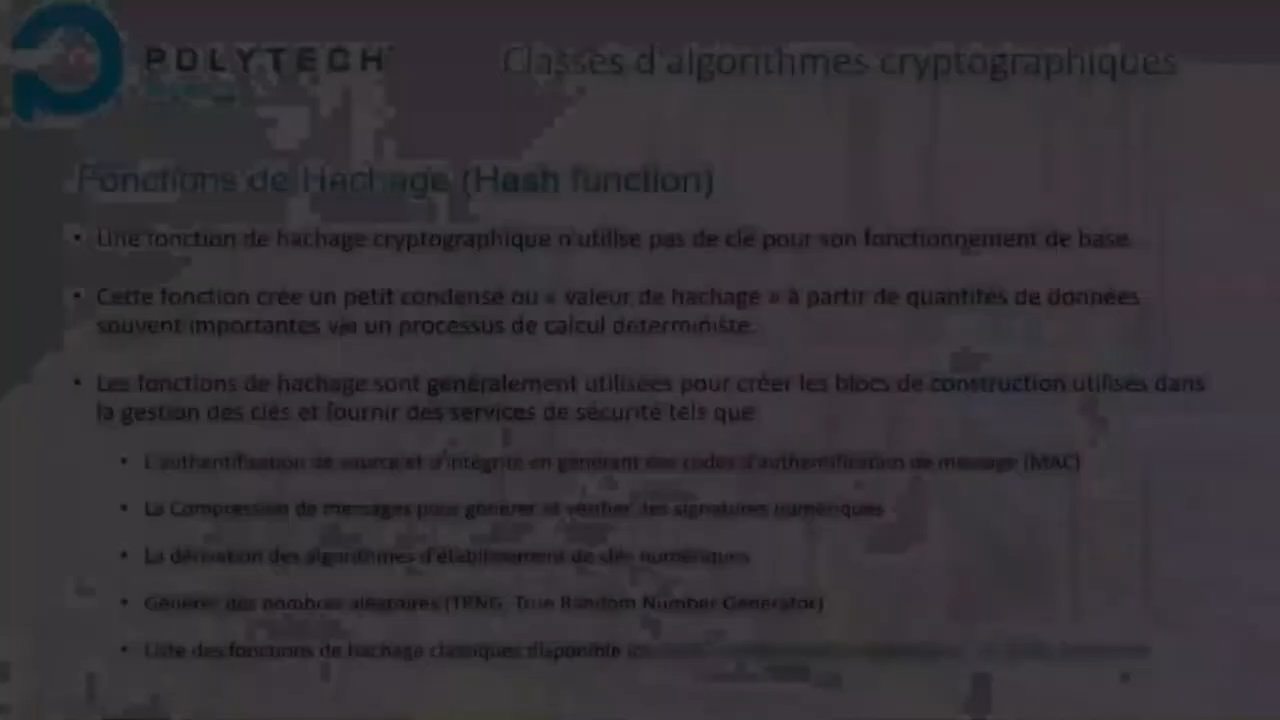 POLYTECH
Classes d'algorithmes cryptographiques
Fonctions de Hachage (Hash function)
• Une fonction de hachage cryptographique n'utilise pas de clé pour son fonctionnement de base.
• Cette fonction crée un petit condensé ou « valeur de hachage » à partir de quantités de données
souvent importantes via un processus de calcul déterministe.
• Les fonctions de hachage sont généralement utilisées pour créer les blocs de construction utilisés dans
la gestion des clés et fournir des services de sécurité tels que
• L'authentification de source et d'intégrité en générant des codes d'authentification de message (MAC)
• La Compression de messages pour générer et vérifier des signatures numériques
• La dérivation des algorithmes d'établissement de clés numériques
• Générer des nombres aléatoires (TRNG, True Random Number Generator)
• Liste des fonctions de hachage classiques disponible